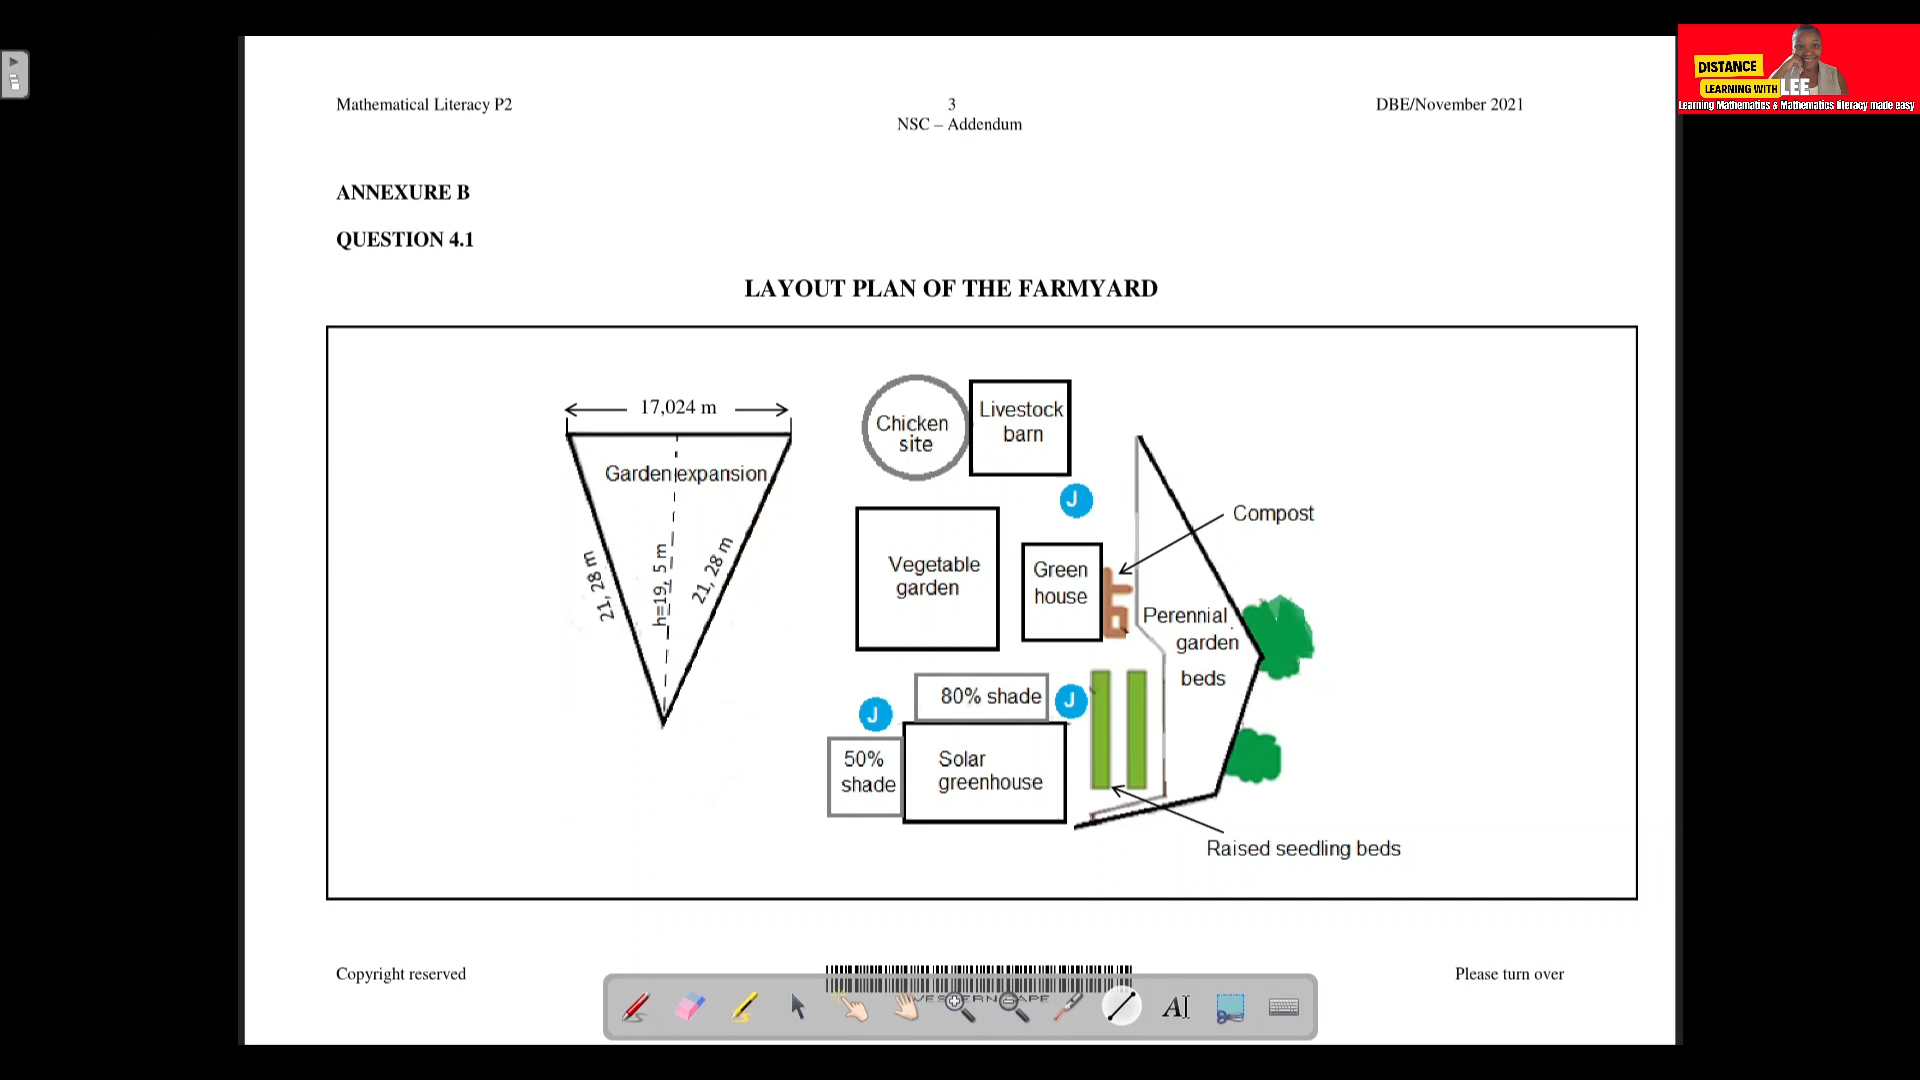 DISTANCE
LEARNING WITH LEE
Learning Mathematics & Mathematics literacy made easy
Mathematical Literacy P2
3
DBE/November 2021
NSC – Addendum
ANNEXURE B
QUESTION 4.1
LAYOUT PLAN OF THE FARMYARD
17,024 m
Garden expansion
21, 28 m
h=19, 5 m
21, 28 m
Chicken
site
Livestock
barn
J
Compost
Vegetable
garden
Green
house
Perennial
garden
beds
80% shade
J
J
50%
shade
Solar
greenhouse
Raised seedling beds
Copyright reserved
Please turn over
AI